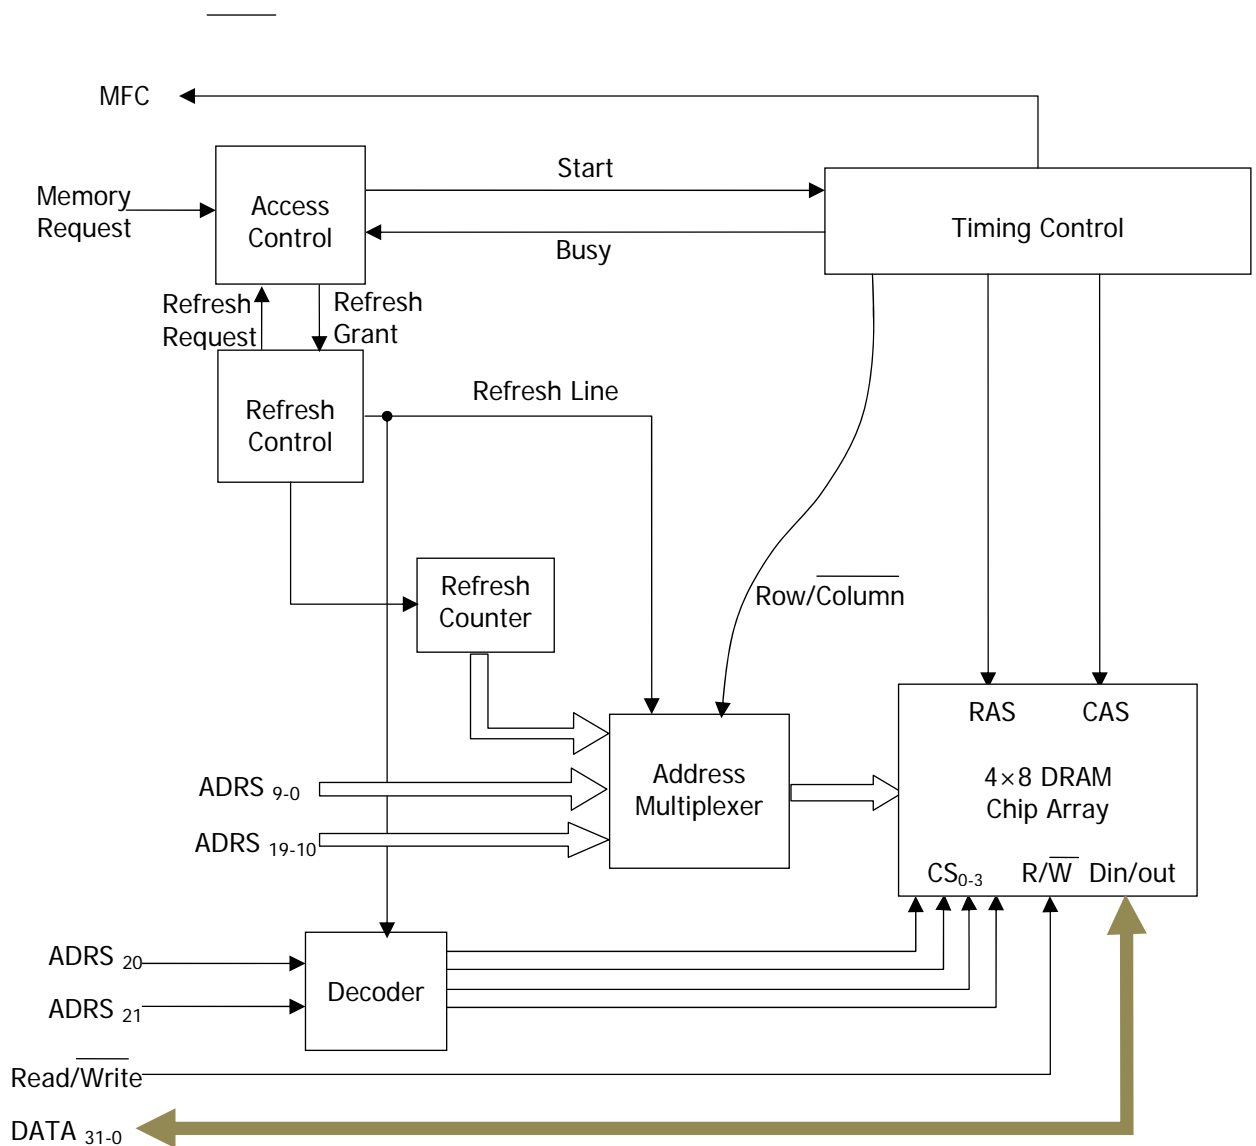 MFC
Start
Memory
Request
Access
Control
Timing Control
Busy
Refresh
Request
Refresh
Grant
Refresh Line
Refresh
Control
Refresh
Counter
Row/Column
RAS CAS
4×8 DRAM
Chip Array
CS0-3 R/W Din/out
Address
Multiplexer
ADRS 9-0
ADRS 19-10
ADRS 20
Decoder
ADRS 21
Read/Write
DATA 31-0